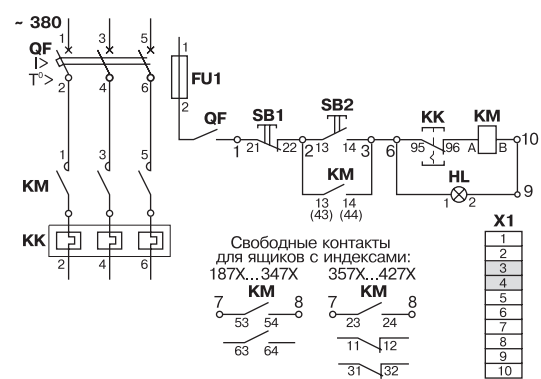 ~ 380
1 3 5
QF
I>
T°>
2 4 6
1
FU1
2
QF
1
SB1
21 22
2
SB2
13 14
3
6
KK
95 96
KM
A B
10
KM
13 14
(43) (44)
HL
1 2
9
1 3 5
KM
KK
2 4 6
Свободные контакты
для ящиков с индексами:
187X...347X 357X...427X
KM KM
7 8 7 8
53 54 23 24
63 64 11 12
31 32
X1
1
2
3
4
5
6
7
8
9
10